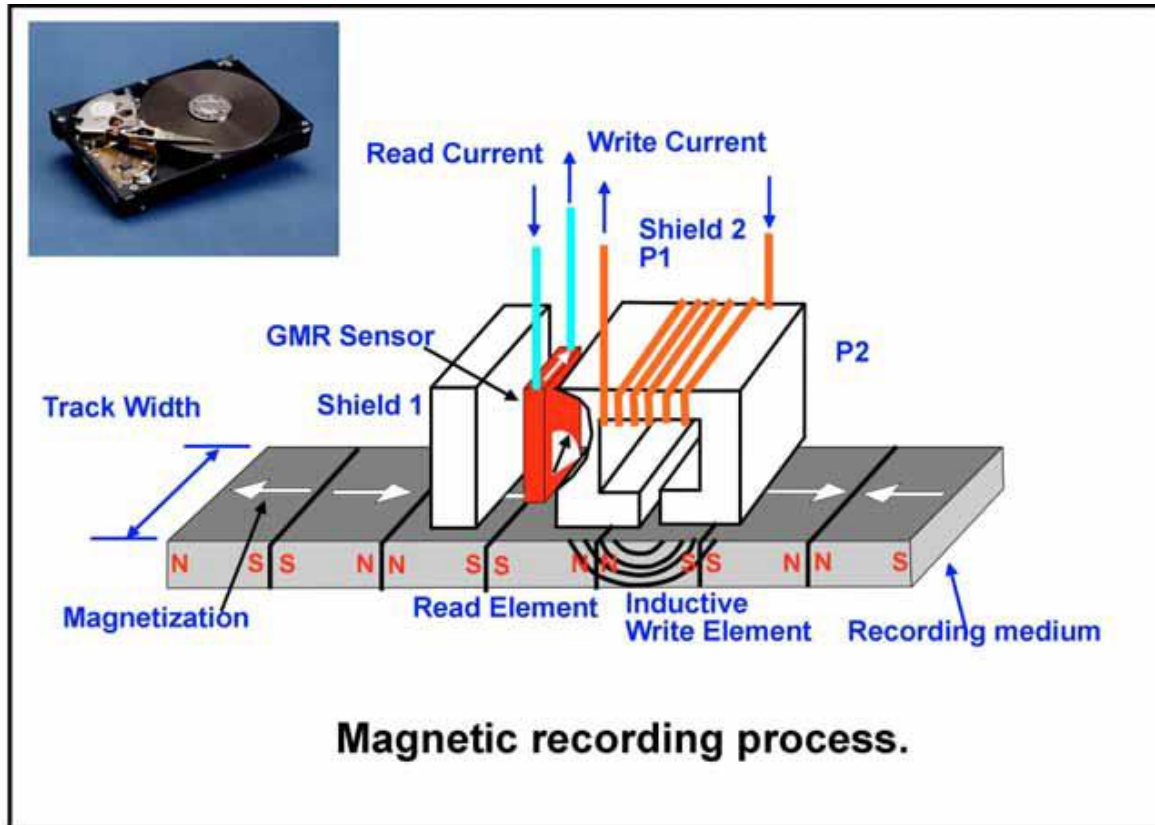 Read Current
Write Current
Shield 2
P1
GMR Sensor
P2
Shield 1
Track Width
N S S N N S S N N S S N N S
Magnetization
Read Element
Inductive
Write Element
Recording medium
Magnetic recording process.